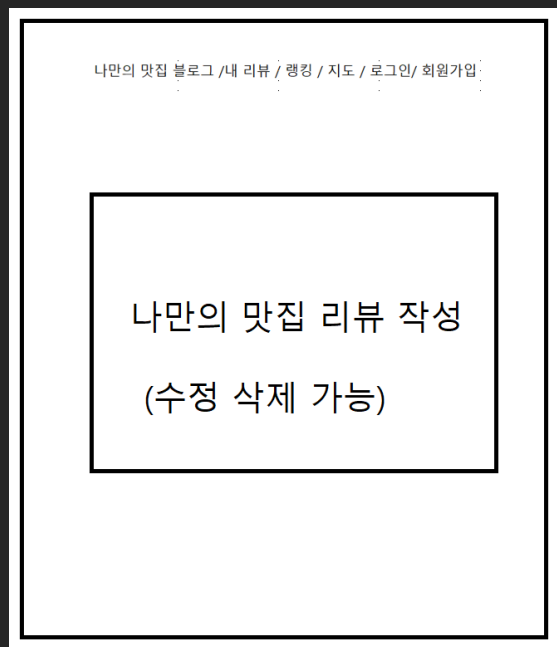 나만의 맛집 블로그 /내 리뷰 / 랭킹 / 지도 / 로그인/ 회원가입
나만의 맛집 리뷰 작성
(수정 삭제 가능)